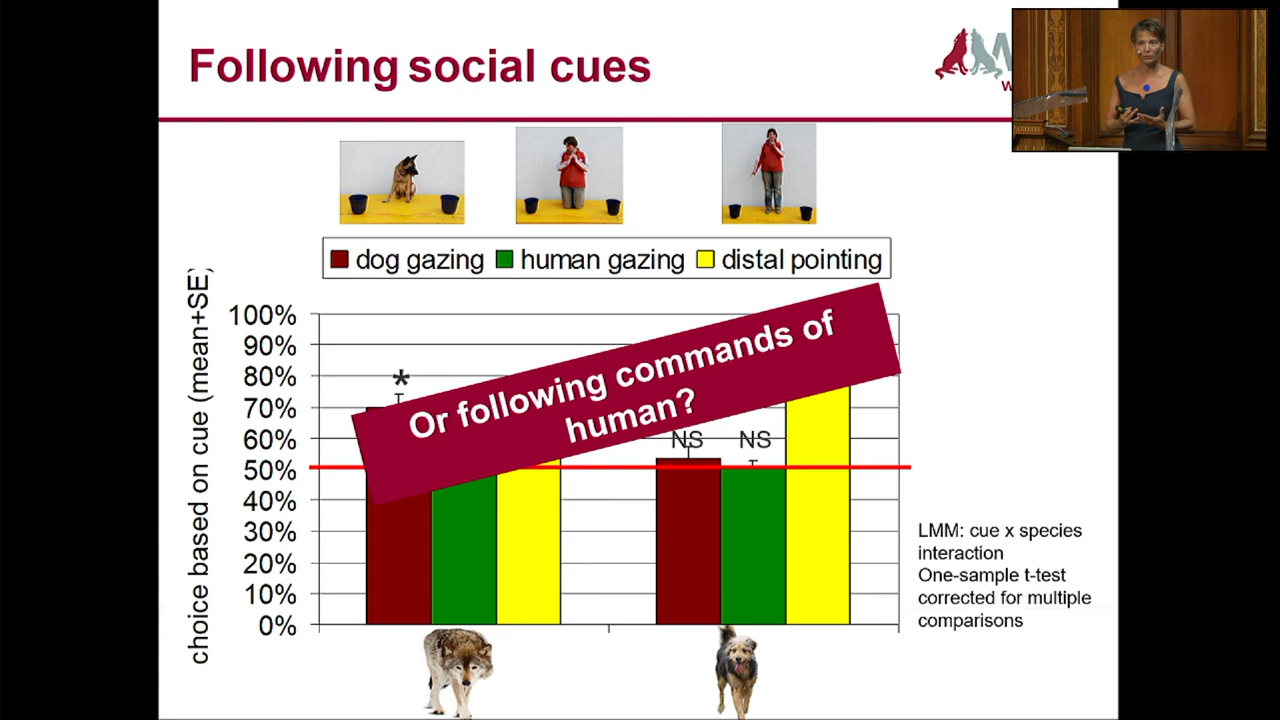 Following social cues
W
dog gazing
human gazing
distal pointing
choice based on cue (mean+SE)
100%
90%
80%
70%
60%
50%
40%
30%
20%
10%
0%
*
NS
NS
Or following commands of
human?
LMM: cue x species
interaction
One-sample t-test
corrected for multiple
comparisons